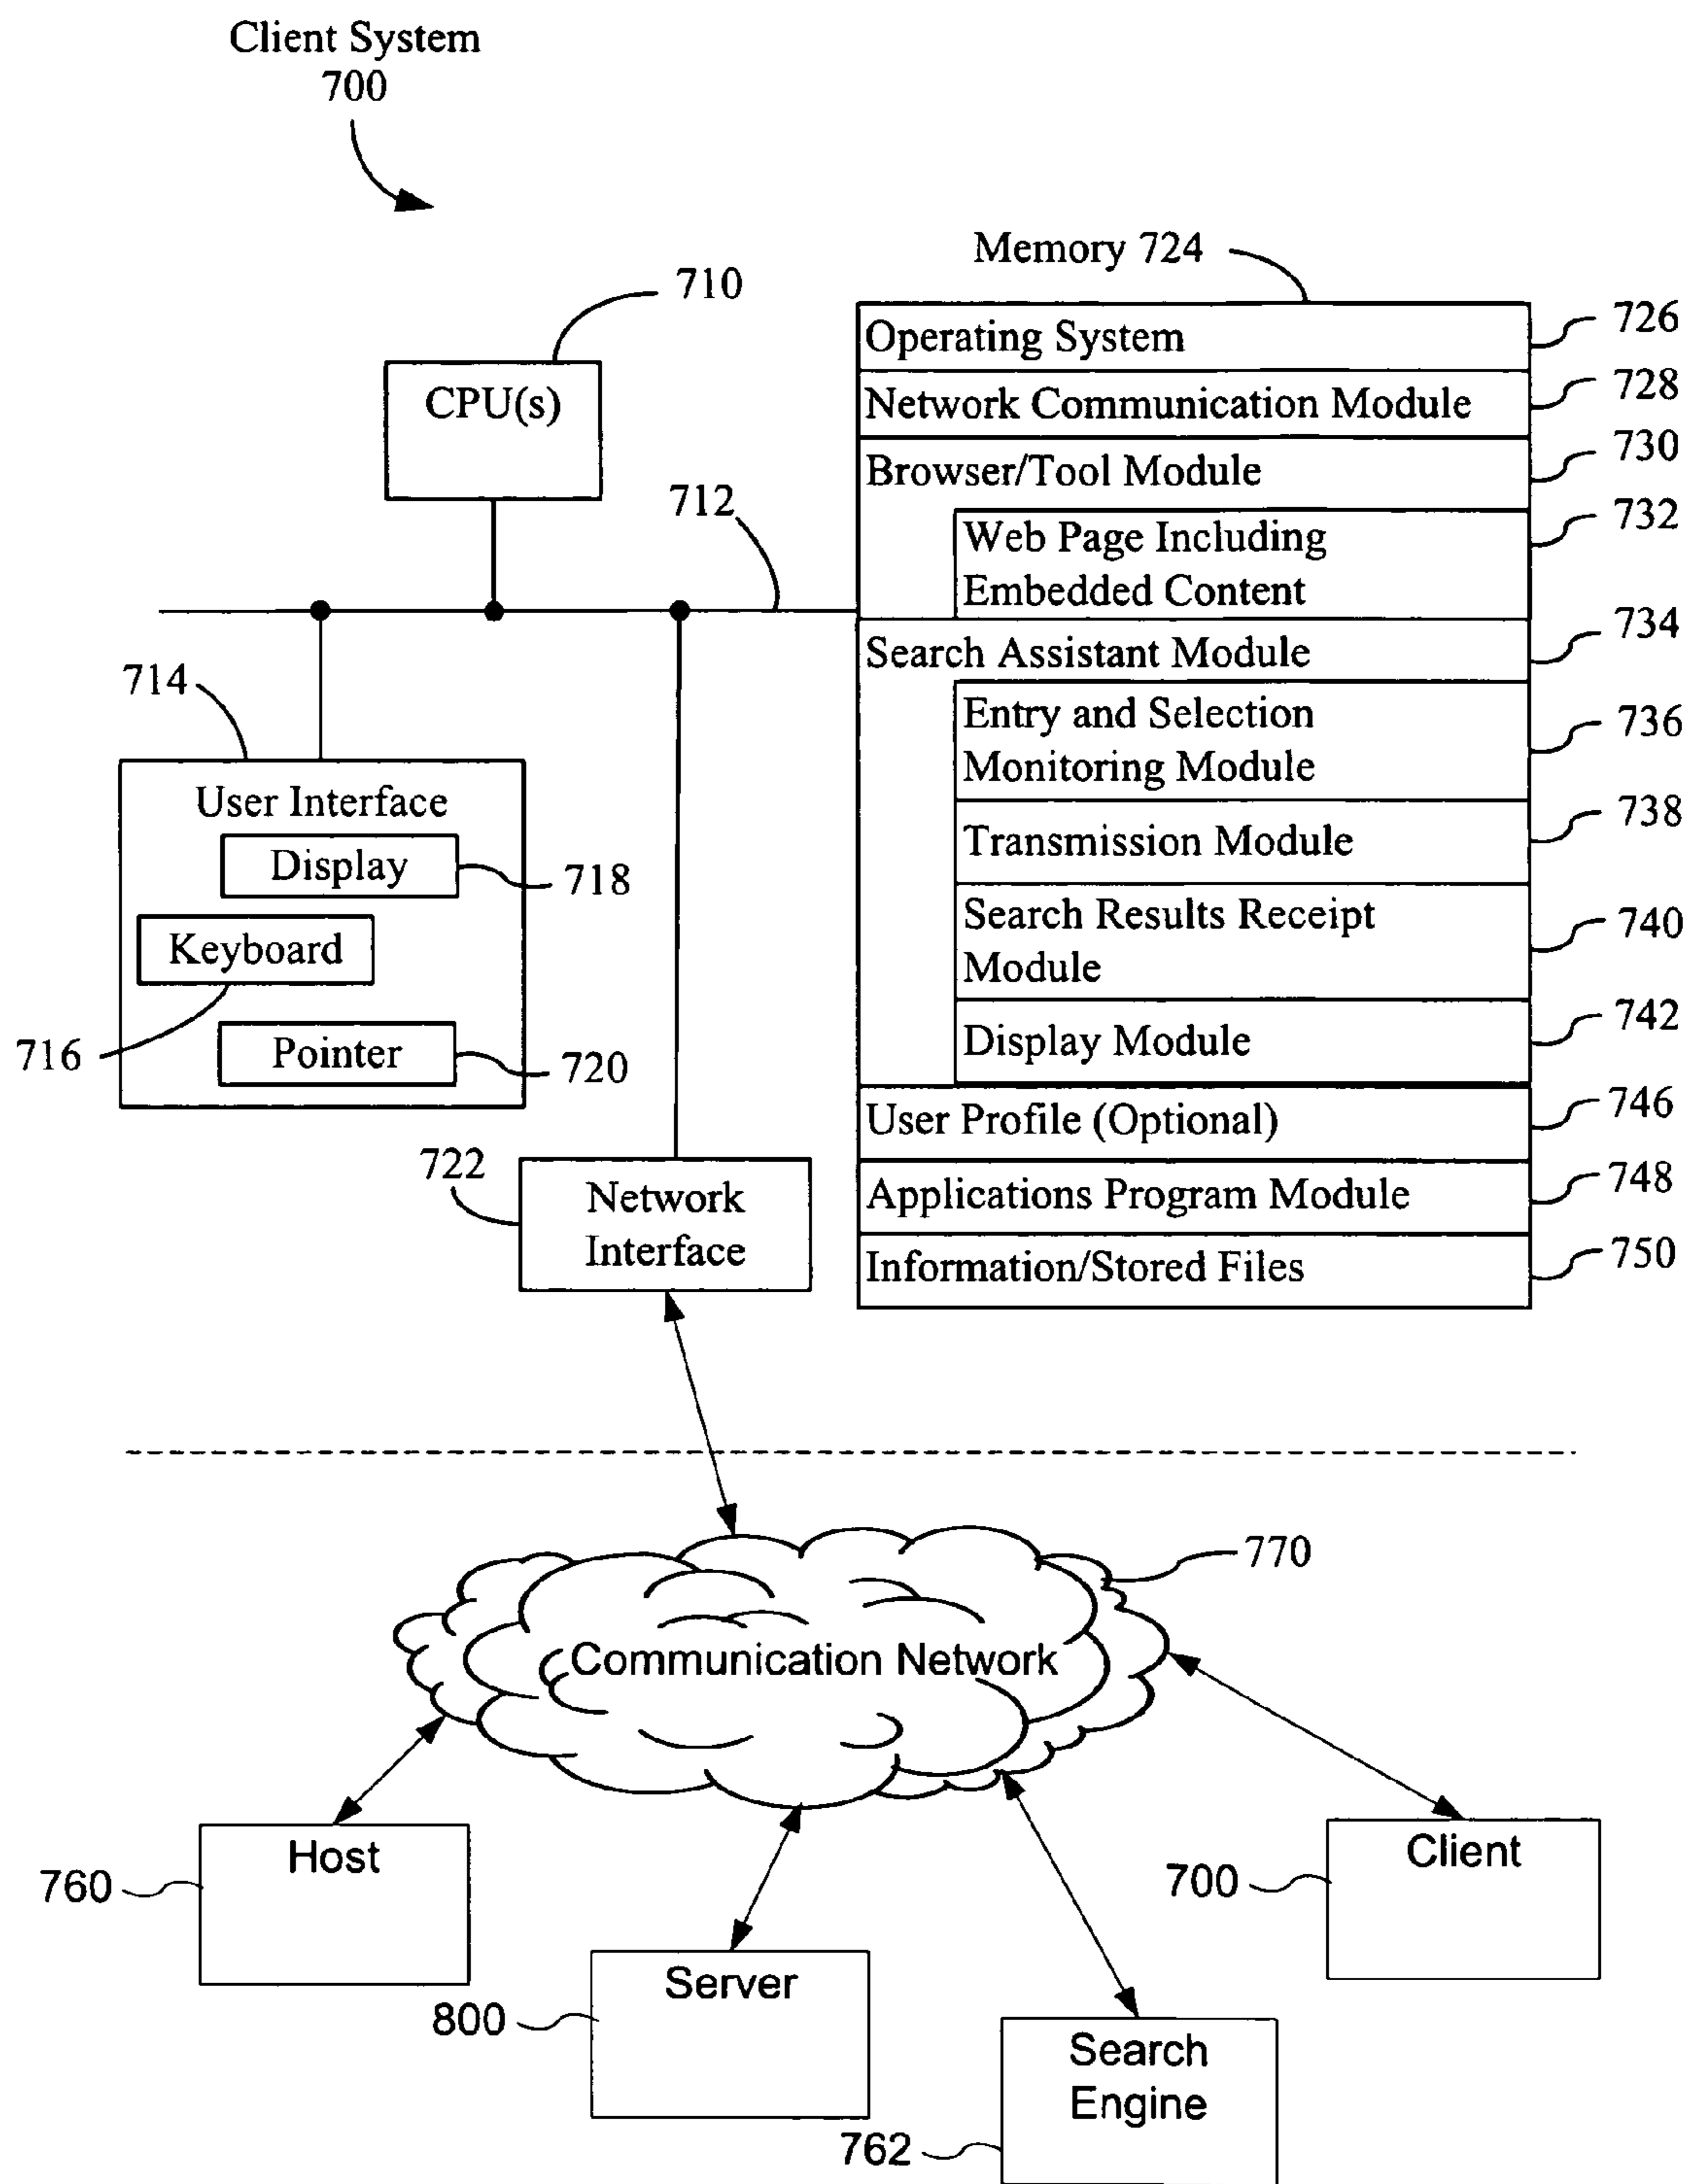 Client System
700
Memory 724
710
CPU(s)
712
714
User Interface
Display
718
Keyboard
716
Pointer
720
722
Network
Interface
Operating System
726
Network Communication Module
728
Browser/Tool Module
730
Web Page Including
Embedded Content
732
Search Assistant Module
734
Entry and Selection
Monitoring Module
736
Transmission Module
738
Search Results Receipt
Module
740
Display Module
742
User Profile (Optional)
746
Applications Program Module
748
Information/Stored Files
750
770
Communication Network
Host
760
Server
800
Search
Engine
762
Client
700